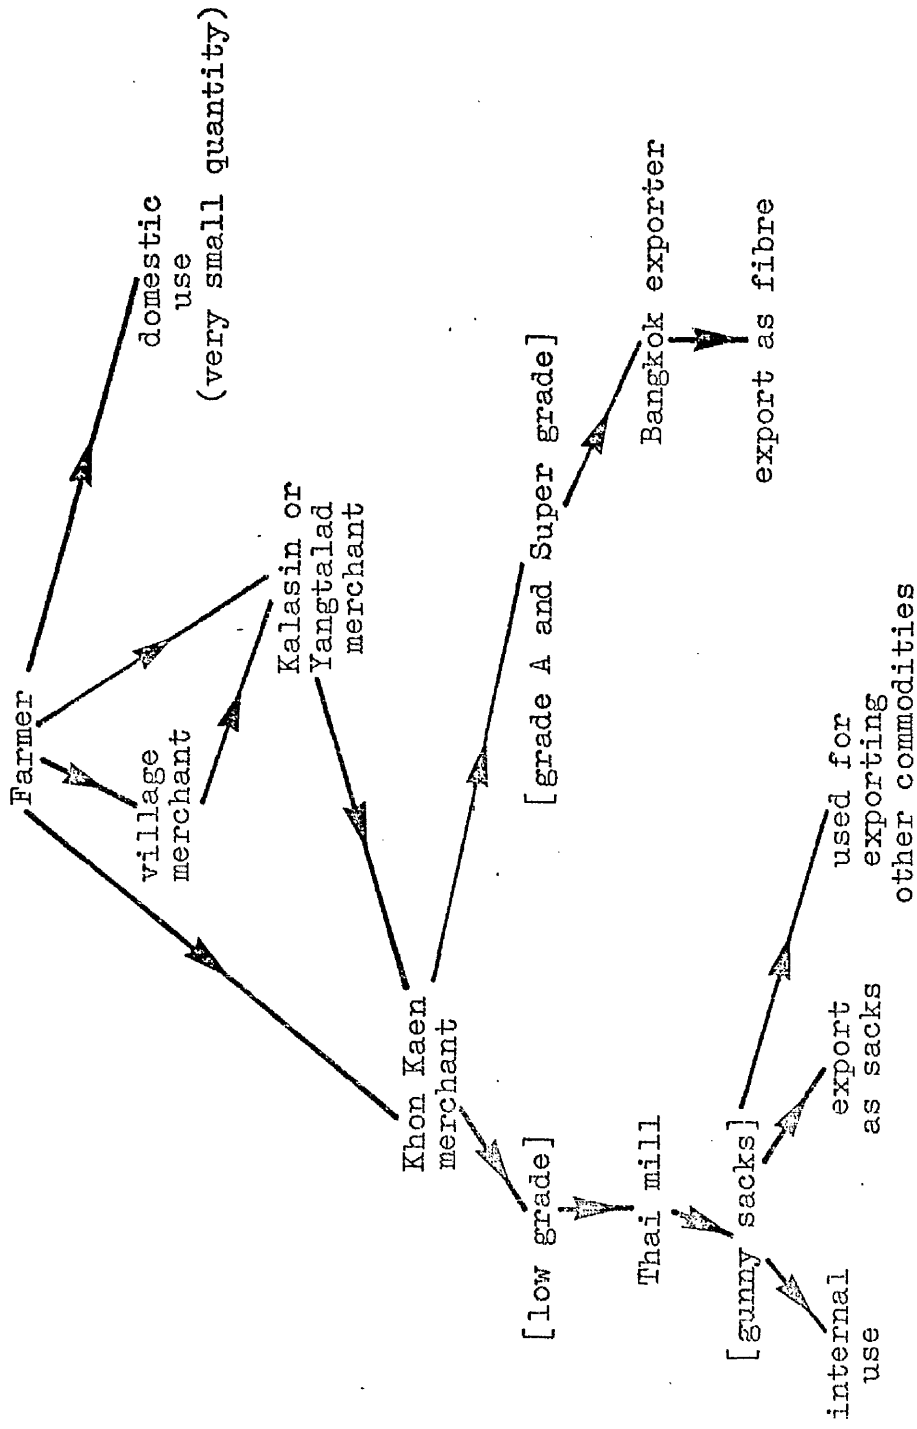 Farmer
domestic
use
(very small quantity)
village
merchant
Kalasin or
Yangtalad
merchant
Khon Kaen
merchant
[low grade]
[grade A and Super grade]
Thai mill
Bangkok exporter
[gunny sacks]
export as fibre
internal
use
export
as sacks
used for
exporting
other commodities